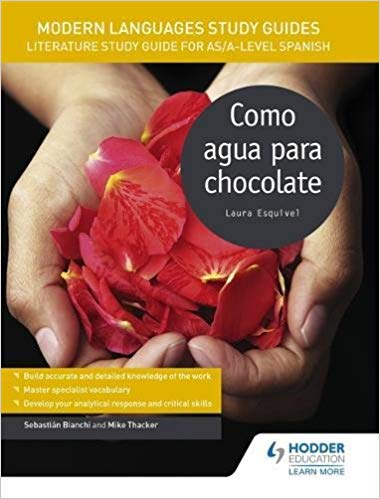 MODERN LANGUAGES STUDY GUIDES
LITERATURE STUDY GUIDE FOR AS/A-LEVEL SPANISH
Como
agua para
chocolate
Laura Esquivel
Build accurate and detailed knowledge of the work
Master specialist vocabulary
Develop your analytical response and critical skills
Sebastián Bianchi and Mike Thacker
HODDER
EDUCATION
LEARN MORE